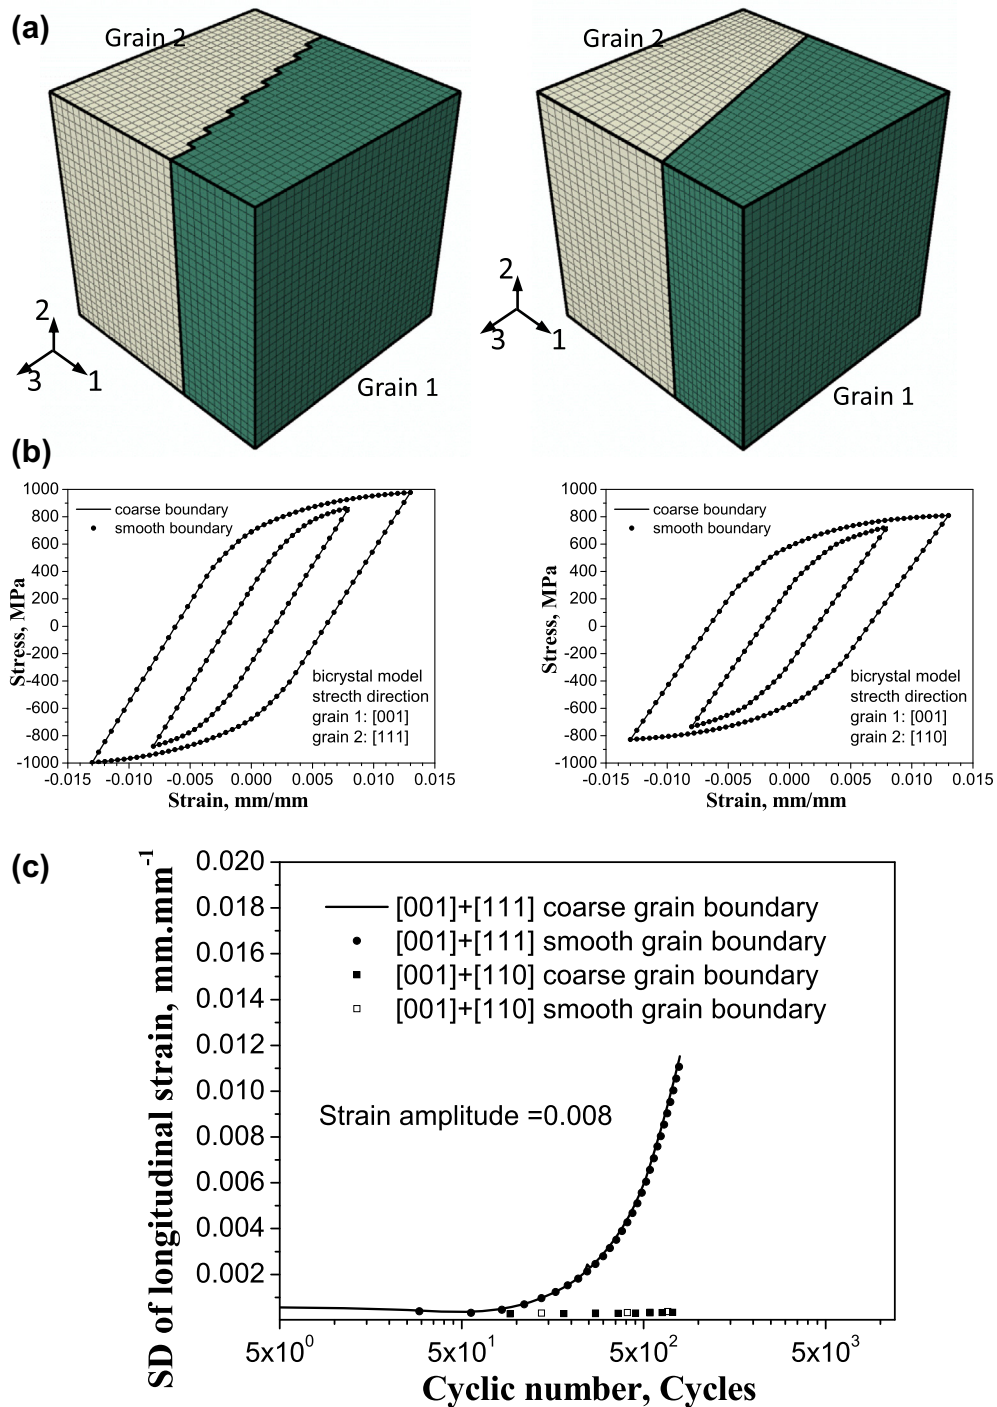 (a)
Grain 2
Grain 2
2
3
1
Grain 1
2
3
1
Grain 1
(b)
1000
800
600
400
200
0
-200
-400
-600
-800
-1000
Stress, MPa
coarse boundary
smooth boundary
bicrystal model
strecth direction
grain 1: [001]
grain 2: [111]
-0.015 -0.010 -0.005 0.000 0.005 0.010 0.015
Strain, mm/mm
1000
800
600
400
200
0
-200
-400
-600
-800
-1000
Stress, MPa
coarse boundary
smooth boundary
bicrystal model
strecth direction
grain 1: [001]
grain 2: [110]
-0.015 -0.010 -0.005 0.000 0.005 0.010 0.015
Strain, mm/mm
(c)
SD of longitudinal strain, mm.mm⁻¹
0.020
0.018
0.016
0.014
0.012
0.010
0.008
0.006
0.004
0.002
[001]+[111] coarse grain boundary
[001]+[111] smooth grain boundary
[001]+[110] coarse grain boundary
[001]+[110] smooth grain boundary
Strain amplitude =0.008
5x10⁰ 5x10¹ 5x10² 5x10³
Cyclic number, Cycles